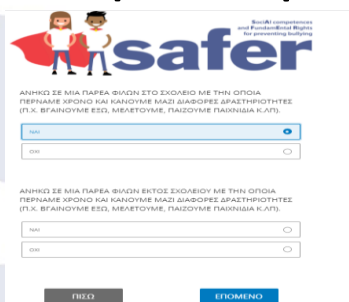 SociAl competences
and FundamEntal Rights
for preventing bullying
safer
ΑΝΗΚΩ ΣΕ ΜΙΑ ΠΑΡΕΑ ΦΙΛΩΝ ΣΤΟ ΣΧΟΛΕΙΟ ΜΕ ΤΗΝ ΟΠΟΙΑ
ΠΕΡΝΑΜΕ ΧΡΟΝΟ ΚΑΙ ΚΑΝΟΥΜΕ ΜΑΖΙ ΔΙΑΦΟΡΕΣ ΔΡΑΣΤΗΡΙΟΤΗΤΕΣ
(Π.Χ. ΒΓΑΙΝΟΥΜΕ ΕΞΩ, ΜΕΛΕΤΟΥΜΕ, ΠΑΙΖΟΥΜΕ ΠΑΙΧΝΙΔΙΑ Κ.ΛΠ).
ΝΑΙ
ΟΧΙ
ΑΝΗΚΩ ΣΕ ΜΙΑ ΠΑΡΕΑ ΦΙΛΩΝ ΕΚΤΟΣ ΣΧΟΛΕΙΟΥ ΜΕ ΤΗΝ ΟΠΟΙΑ
ΠΕΡΝΑΜΕ ΧΡΟΝΟ ΚΑΙ ΚΑΝΟΥΜΕ ΜΑΖΙ ΔΙΑΦΟΡΕΣ ΔΡΑΣΤΗΡΙΟΤΗΤΕΣ
(Π.Χ. ΒΓΑΙΝΟΥΜΕ ΕΞΩ, ΜΕΛΕΤΟΥΜΕ, ΠΑΙΖΟΥΜΕ ΠΑΙΧΝΙΔΙΑ Κ.ΛΠ).
ΝΑΙ
ΟΧΙ
ΠΙΣΩ
ΕΠΟΜΕΝΟ